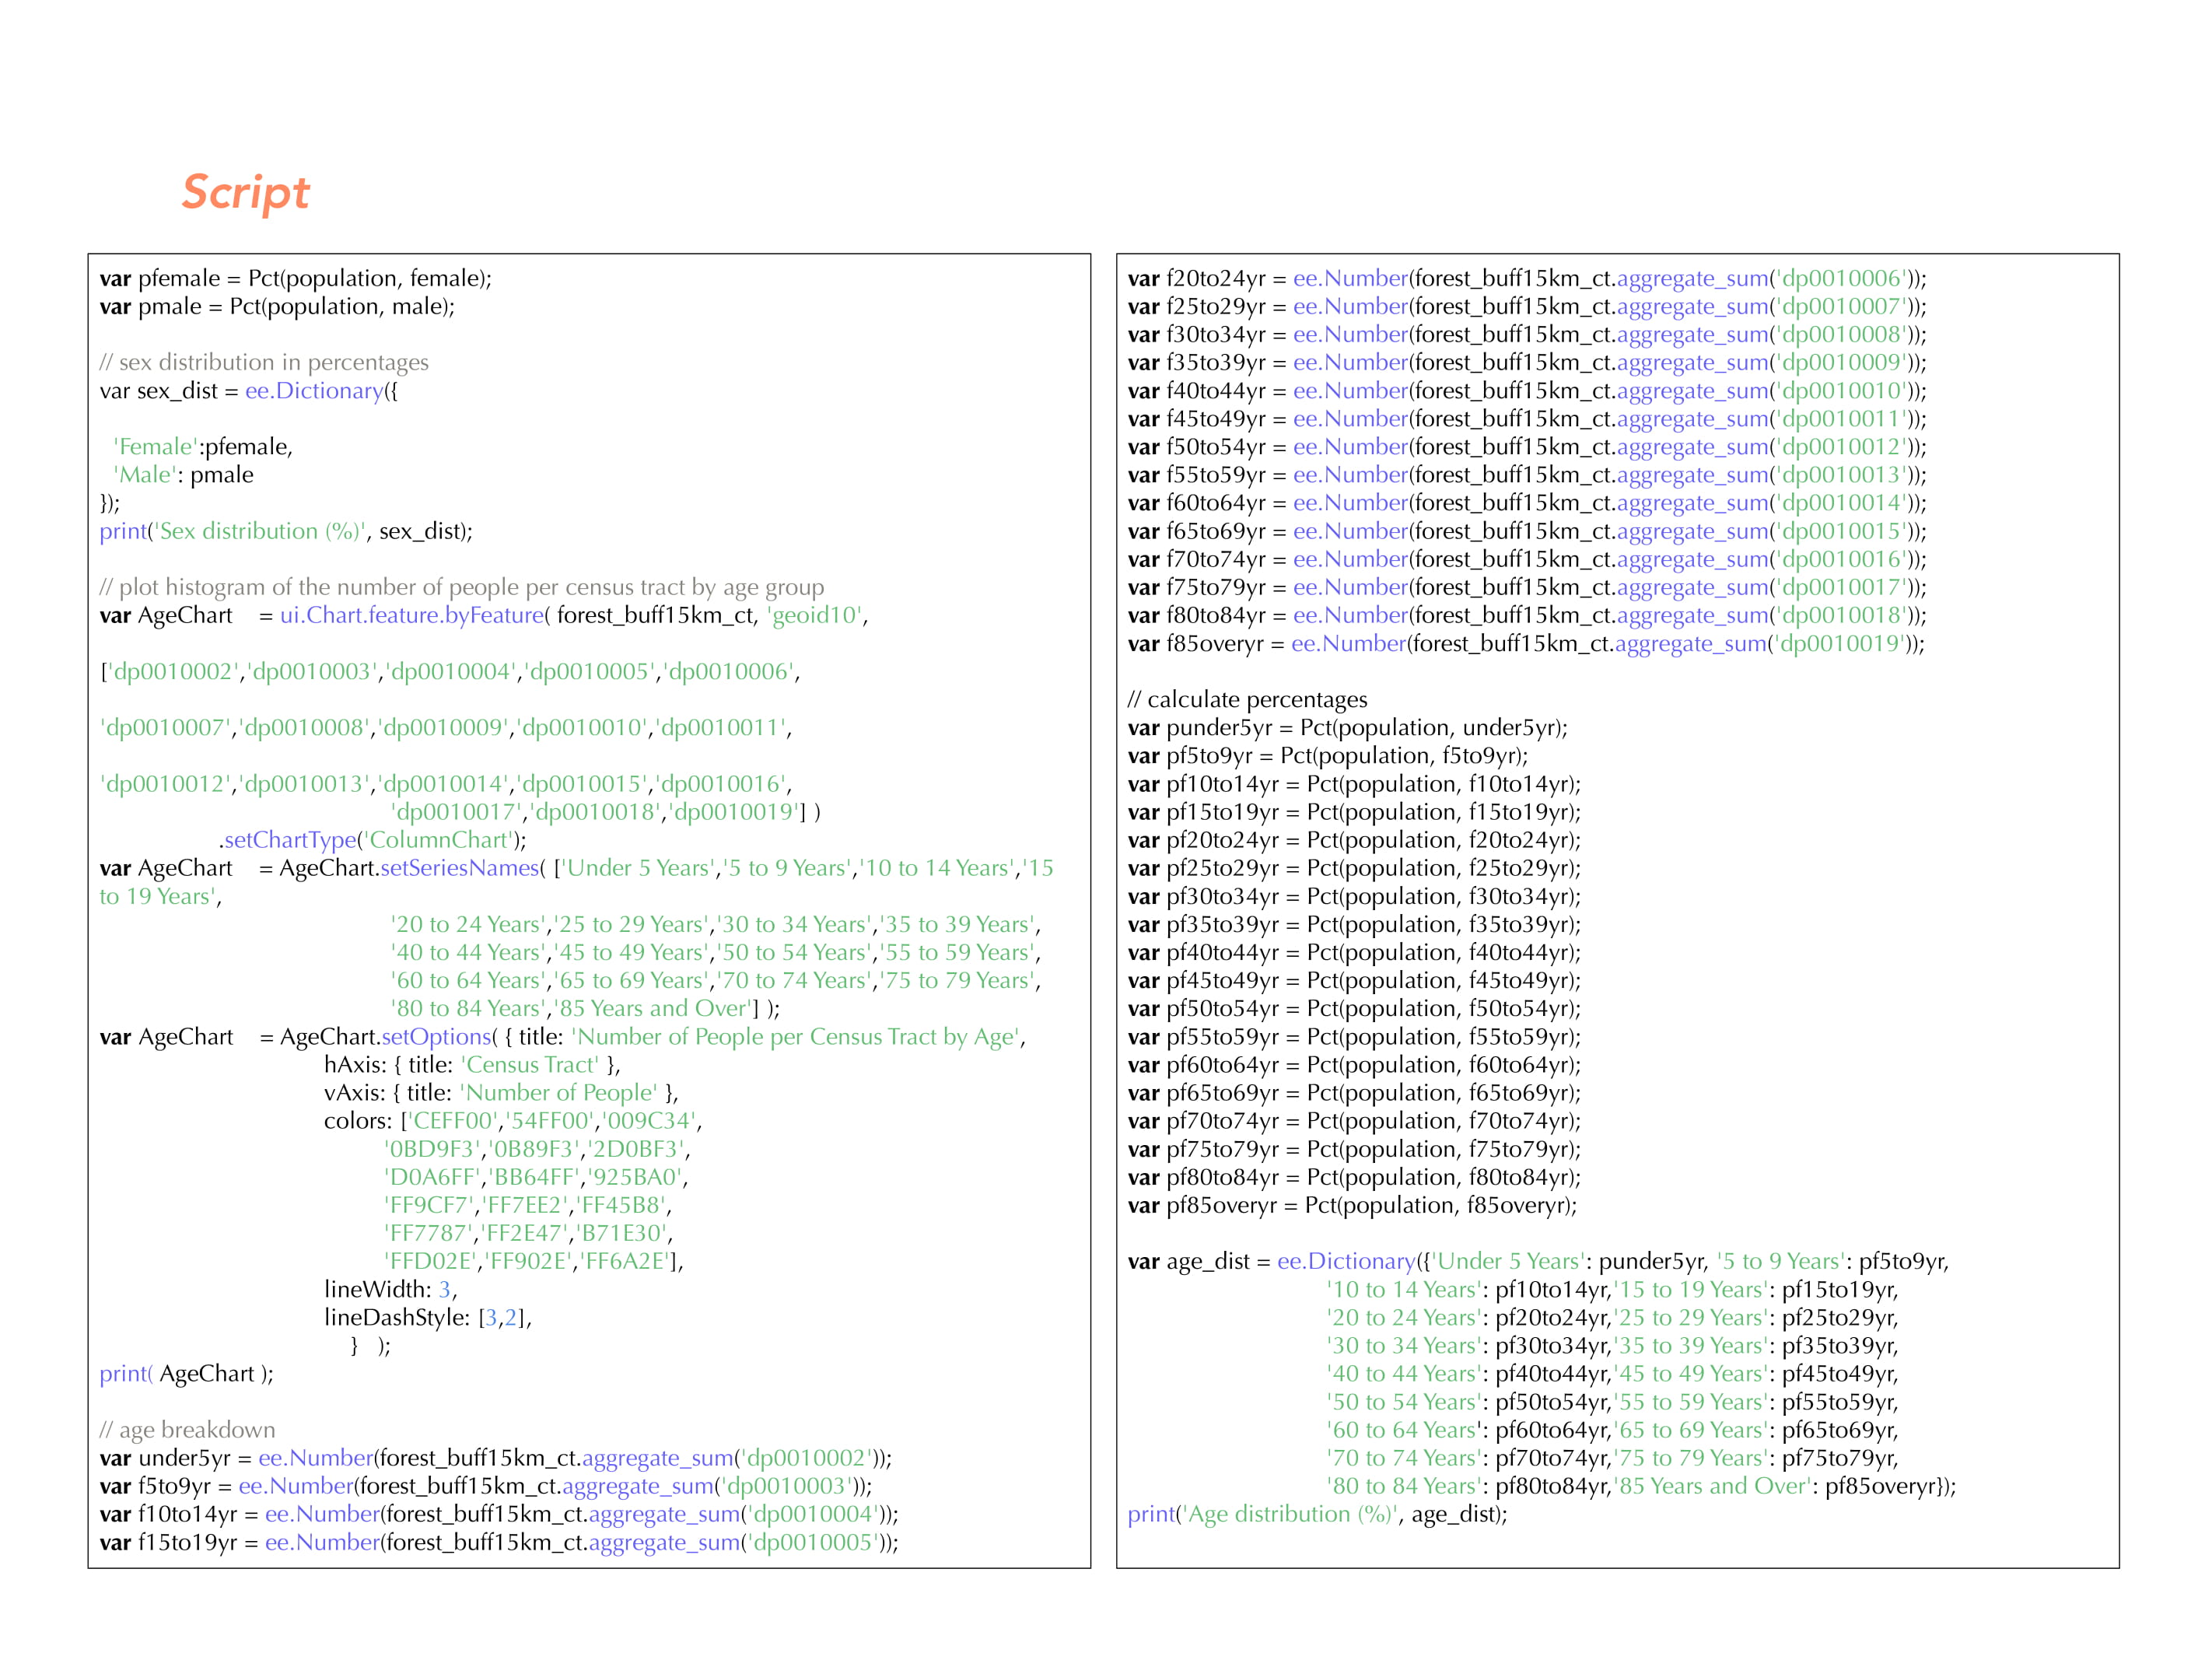 Script
var pfemale = Pct(population, female);
var pmale = Pct(population, male);
// sex distribution in percentages
var sex_dist = ee.Dictionary({
'Female':pfemale,
'Male': pmale
});
print('Sex distribution (%)', sex_dist);
// plot histogram of the number of people per census tract by age group
var AgeChart = ui.Chart.feature.byFeature( forest_buff15km_ct, 'geoid10',
['dp0010002','dp0010003','dp0010004','dp0010005','dp0010006',
'dp0010007','dp0010008','dp0010009','dp0010010','dp0010011',
'dp0010012','dp0010013','dp0010014','dp0010015','dp0010016',
'dp0010017','dp0010018','dp0010019'] )
.setChartType('ColumnChart');
var AgeChart = AgeChart.setSeriesNames( ['Under 5 Years','5 to 9 Years','10 to 14 Years','15
to 19 Years',
'20 to 24 Years','25 to 29 Years','30 to 34 Years','35 to 39 Years',
'40 to 44 Years','45 to 49 Years','50 to 54 Years','55 to 59 Years',
'60 to 64 Years','65 to 69 Years','70 to 74 Years','75 to 79 Years',
'80 to 84 Years','85 Years and Over'] );
var AgeChart = AgeChart.setOptions( { title: 'Number of People per Census Tract by Age',
hAxis: { title: 'Census Tract' },
vAxis: { title: 'Number of People' },
colors: ['CEFF00','54FF00','009C34',
'0BD9F3','0B89F3','2D0BF3',
'D0A6FF','BB64FF','925BA0',
'FF9CF7','FF7EE2','FF45B8',
'FF7787','FF2E47','B71E30',
'FFD02E','FF902E','FF6A2E'],
lineWidth: 3,
lineDashStyle: [3,2],
} );
print( AgeChart );
// age breakdown
var under5yr = ee.Number(forest_buff15km_ct.aggregate_sum('dp0010002'));
var f5to9yr = ee.Number(forest_buff15km_ct.aggregate_sum('dp0010003'));
var f10to14yr = ee.Number(forest_buff15km_ct.aggregate_sum('dp0010004'));
var f15to19yr = ee.Number(forest_buff15km_ct.aggregate_sum('dp0010005'));
var f20to24yr = ee.Number(forest_buff15km_ct.aggregate_sum('dp0010006'));
var f25to29yr = ee.Number(forest_buff15km_ct.aggregate_sum('dp0010007'));
var f30to34yr = ee.Number(forest_buff15km_ct.aggregate_sum('dp0010008'));
var f35to39yr = ee.Number(forest_buff15km_ct.aggregate_sum('dp0010009'));
var f40to44yr = ee.Number(forest_buff15km_ct.aggregate_sum('dp0010010'));
var f45to49yr = ee.Number(forest_buff15km_ct.aggregate_sum('dp0010011'));
var f50to54yr = ee.Number(forest_buff15km_ct.aggregate_sum('dp0010012'));
var f55to59yr = ee.Number(forest_buff15km_ct.aggregate_sum('dp0010013'));
var f60to64yr = ee.Number(forest_buff15km_ct.aggregate_sum('dp0010014'));
var f65to69yr = ee.Number(forest_buff15km_ct.aggregate_sum('dp0010015'));
var f70to74yr = ee.Number(forest_buff15km_ct.aggregate_sum('dp0010016'));
var f75to79yr = ee.Number(forest_buff15km_ct.aggregate_sum('dp0010017'));
var f80to84yr = ee.Number(forest_buff15km_ct.aggregate_sum('dp0010018'));
var f85overyr = ee.Number(forest_buff15km_ct.aggregate_sum('dp0010019'));
// calculate percentages
var punder5yr = Pct(population, under5yr);
var pf5to9yr = Pct(population, f5to9yr);
var pf10to14yr = Pct(population, f10to14yr);
var pf15to19yr = Pct(population, f15to19yr);
var pf20to24yr = Pct(population, f20to24yr);
var pf25to29yr = Pct(population, f25to29yr);
var pf30to34yr = Pct(population, f30to34yr);
var pf35to39yr = Pct(population, f35to39yr);
var pf40to44yr = Pct(population, f40to44yr);
var pf45to49yr = Pct(population, f45to49yr);
var pf50to54yr = Pct(population, f50to54yr);
var pf55to59yr = Pct(population, f55to59yr);
var pf60to64yr = Pct(population, f60to64yr);
var pf65to69yr = Pct(population, f65to69yr);
var pf70to74yr = Pct(population, f70to74yr);
var pf75to79yr = Pct(population, f75to79yr);
var pf80to84yr = Pct(population, f80to84yr);
var pf85overyr = Pct(population, f85overyr);
var age_dist = ee.Dictionary({'Under 5 Years': punder5yr, '5 to 9 Years': pf5to9yr,
'10 to 14 Years': pf10to14yr,'15 to 19 Years': pf15to19yr,
'20 to 24 Years': pf20to24yr,'25 to 29 Years': pf25to29yr,
'30 to 34 Years': pf30to34yr,'35 to 39 Years': pf35to39yr,
'40 to 44 Years': pf40to44yr,'45 to 49 Years': pf45to49yr,
'50 to 54 Years': pf50to54yr,'55 to 59 Years': pf55to59yr,
'60 to 64 Years': pf60to64yr,'65 to 69 Years': pf65to69yr,
'70 to 74 Years': pf70to74yr,'75 to 79 Years': pf75to79yr,
'80 to 84 Years': pf80to84yr,'85 Years and Over': pf85overyr});
print('Age distribution (%)', age_dist);